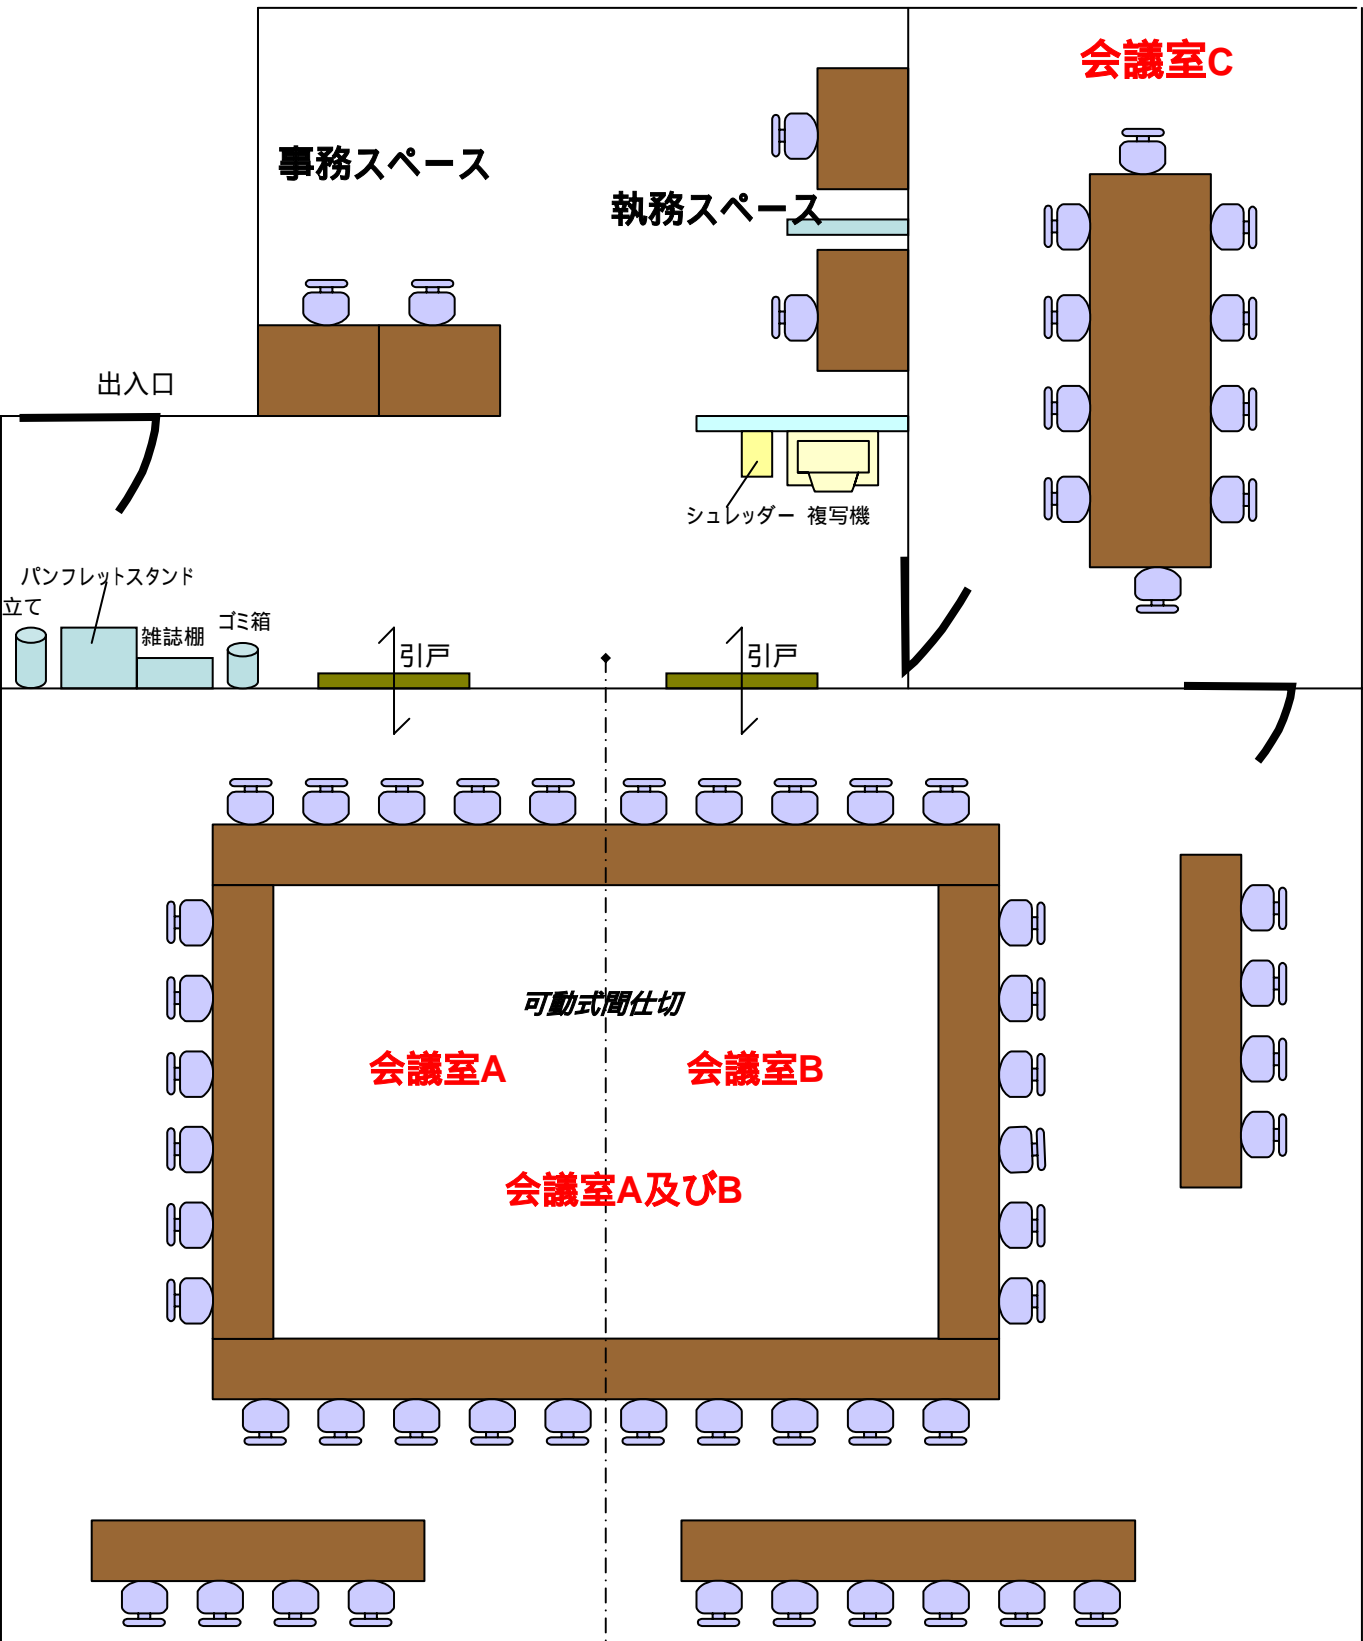 会議室C
事務スペース
執務スペース
出入口
シュレッダー 複写機
パンフレットスタンド
立て
雑誌棚
ゴミ箱
引戸
引戸
可動式間仕切
会議室A
会議室B
会議室A及びB